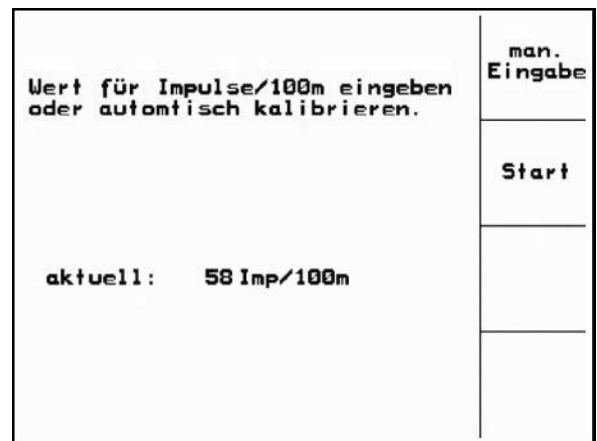 man.
Eingabe
Wert für Impulse/100m eingeben
oder automtisch kalibrieren.
Start
aktuell: 58 Imp/100m